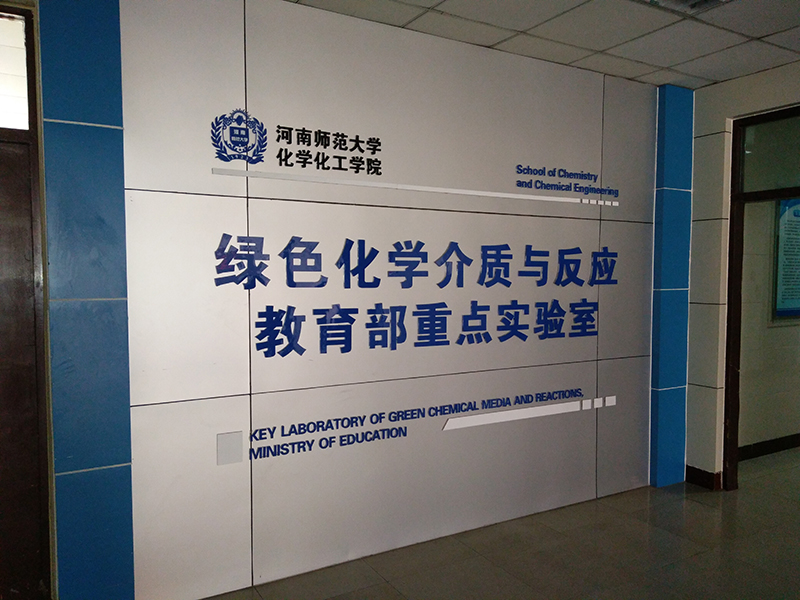 河南师范大学
化学化工学院
School of Chemistry
and Chemical Engineering
绿色化学介质与反应
教育部重点实验室
KEY LABORATORY OF GREEN CHEMICAL MEDIA AND REACTIONS,
MINISTRY OF EDUCATION